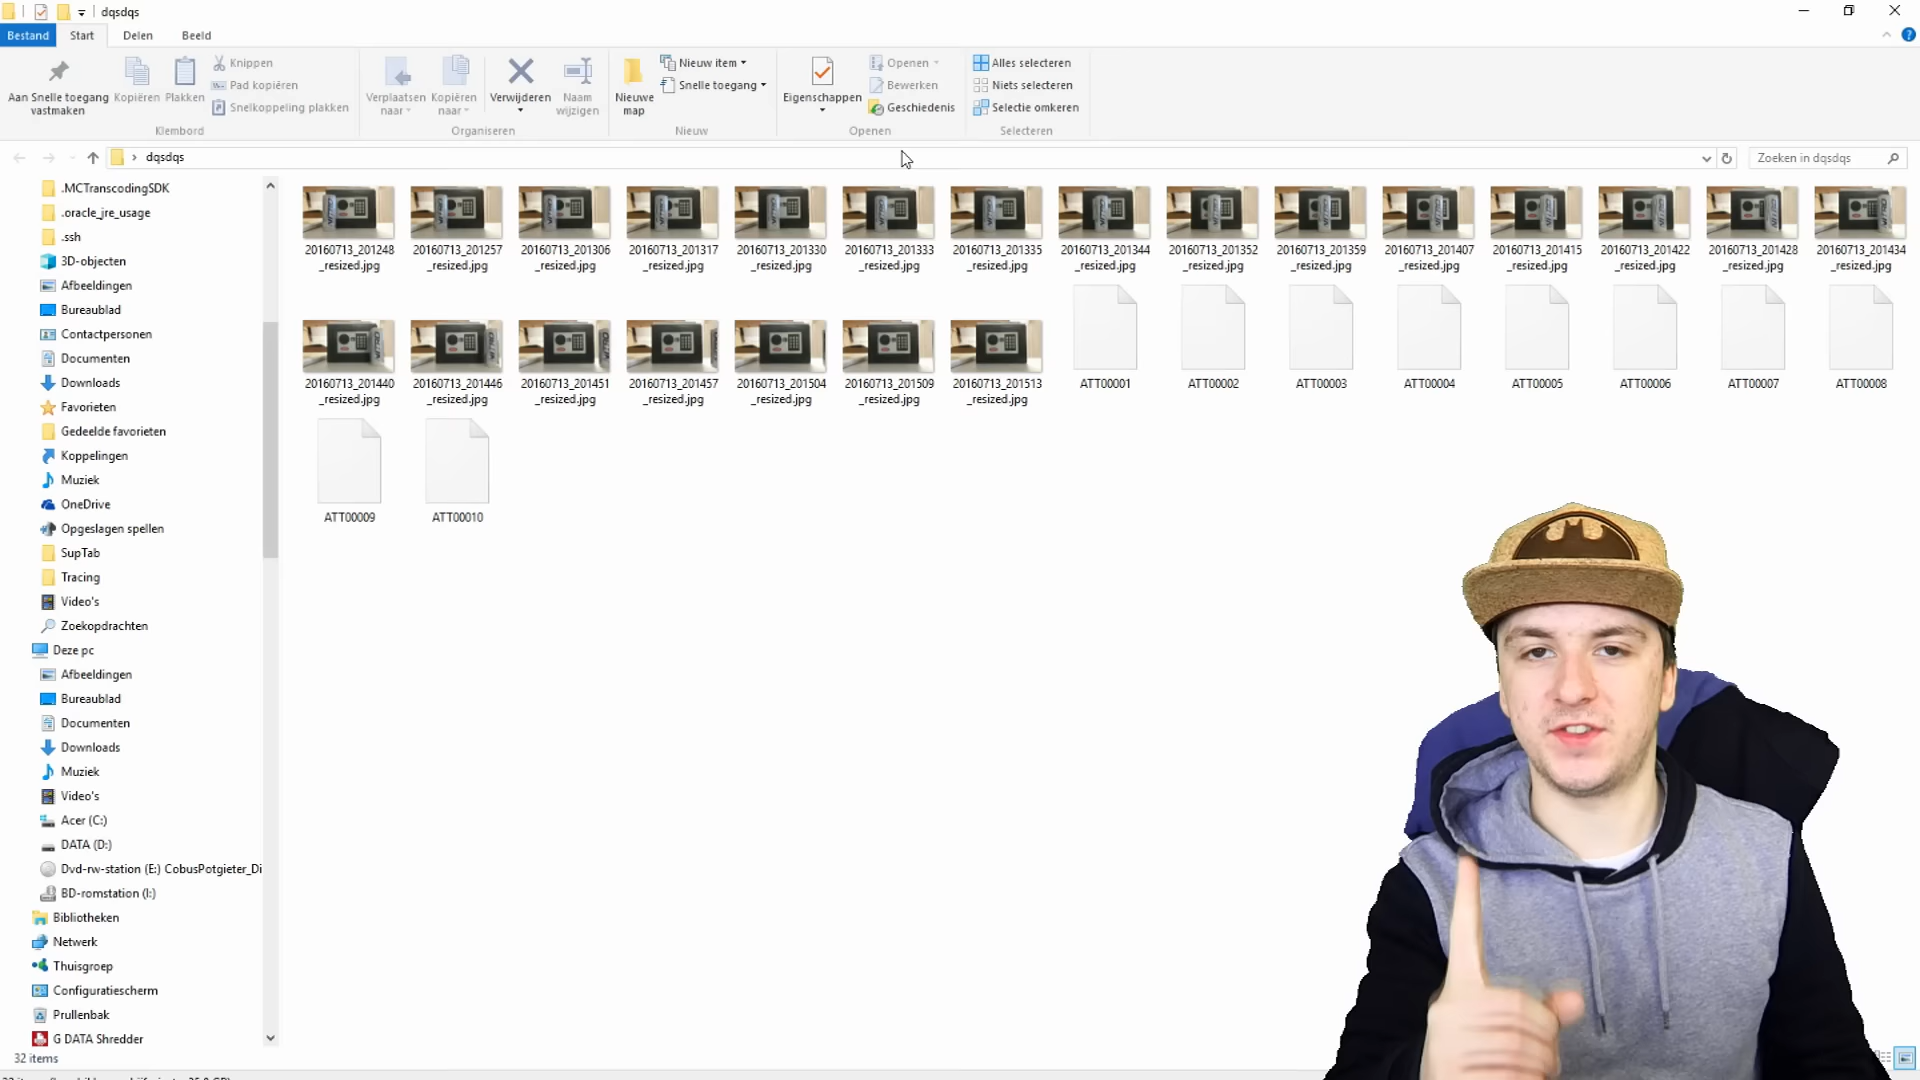 dqsdqs
Bestand Start Delen Beeld
Aan Snelle toegang vastmaken
Kopiëren
Plakken
Knippen
Pad kopiëren
Snelkoppeling plakken
Klembord
Verplaatsen naar
Kopiëren naar
Verwijderen
Naam wijzigen
Organiseren
Nieuwe map
Nieuw item
Snelle toegang
Nieuw
Eigenschappen
Openen
Bewerken
Geschiedenis
Openen
Alles selecteren
Niets selecteren
Selectie omkeren
Selecteren
dqsdqs
Zoeken in dqsdqs
.MCTranscodingSDK
.oracle_jre_usage
.ssh
3D-objecten
Afbeeldingen
Bureaublad
Contactpersonen
Documenten
Downloads
Favorieten
Gedeelde favorieten
Koppelingen
Muziek
OneDrive
Opgeslagen spellen
SupTab
Tracing
Video's
Zoekopdrachten
Deze pc
Afbeeldingen
Bureaublad
Documenten
Downloads
Muziek
Video's
Acer (C:)
DATA (D:)
Dvd-rw-station (E:) CobusPotgieter_Di
BD-romstation (I:)
Bibliotheken
Netwerk
Thuisgroep
Configuratiescherm
Prullenbak
G DATA Shredder
20160713_201248_resized.jpg
20160713_201257_resized.jpg
20160713_201306_resized.jpg
20160713_201317_resized.jpg
20160713_201330_resized.jpg
20160713_201333_resized.jpg
20160713_201335_resized.jpg
20160713_201344_resized.jpg
20160713_201352_resized.jpg
20160713_201359_resized.jpg
20160713_201407_resized.jpg
20160713_201415_resized.jpg
20160713_201422_resized.jpg
20160713_201428_resized.jpg
20160713_201434_resized.jpg
20160713_201440_resized.jpg
20160713_201446_resized.jpg
20160713_201451_resized.jpg
20160713_201457_resized.jpg
20160713_201504_resized.jpg
20160713_201509_resized.jpg
20160713_201513_resized.jpg
ATT00001
ATT00002
ATT00003
ATT00004
ATT00005
ATT00006
ATT00007
ATT00008
ATT00009
ATT00010
32 items